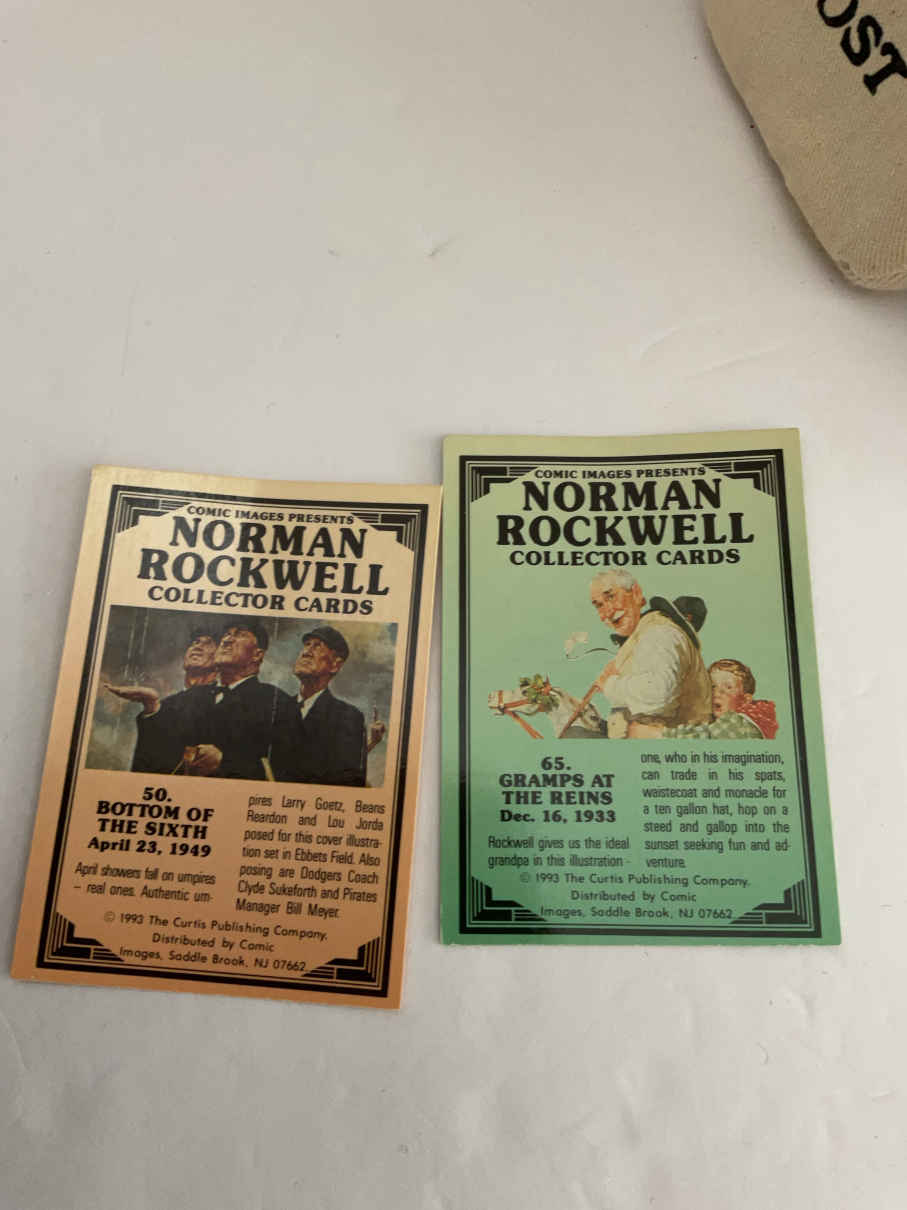 OST
COMIC IMAGES PRESENTS
NORMAN
ROCKWELL
COLLECTOR CARDS
50.
BOTTOM OF
THE SIXTH
April 23, 1949
April showers fall on umpires
– real ones. Authentic um-
pires Larry Goetz, Beans
Reardon and Lou Jorda
posed for this cover illustra-
tion set in Ebbets Field. Also
posing are Dodgers Coach
Clyde Sukeforth and Pirates
Manager Bill Meyer.
© 1993 The Curtis Publishing Company.
Distributed by Comic
Images, Saddle Brook, NJ 07662
COMIC IMAGES PRESENTS
NORMAN
ROCKWELL
COLLECTOR CARDS
65.
GRAMPS AT
THE REINS
Dec. 16, 1933
Rockwell gives us the ideal
grandpa in this illustration -
one, who in his imagination,
can trade in his spats,
waistecoat and monacle for
a ten gallon hat, hop on a
steed and gallop into the
sunset seeking fun and ad-
venture.
© 1993 The Curtis Publishing Company.
Distributed by Comic
Images, Saddle Brook, NJ 07662